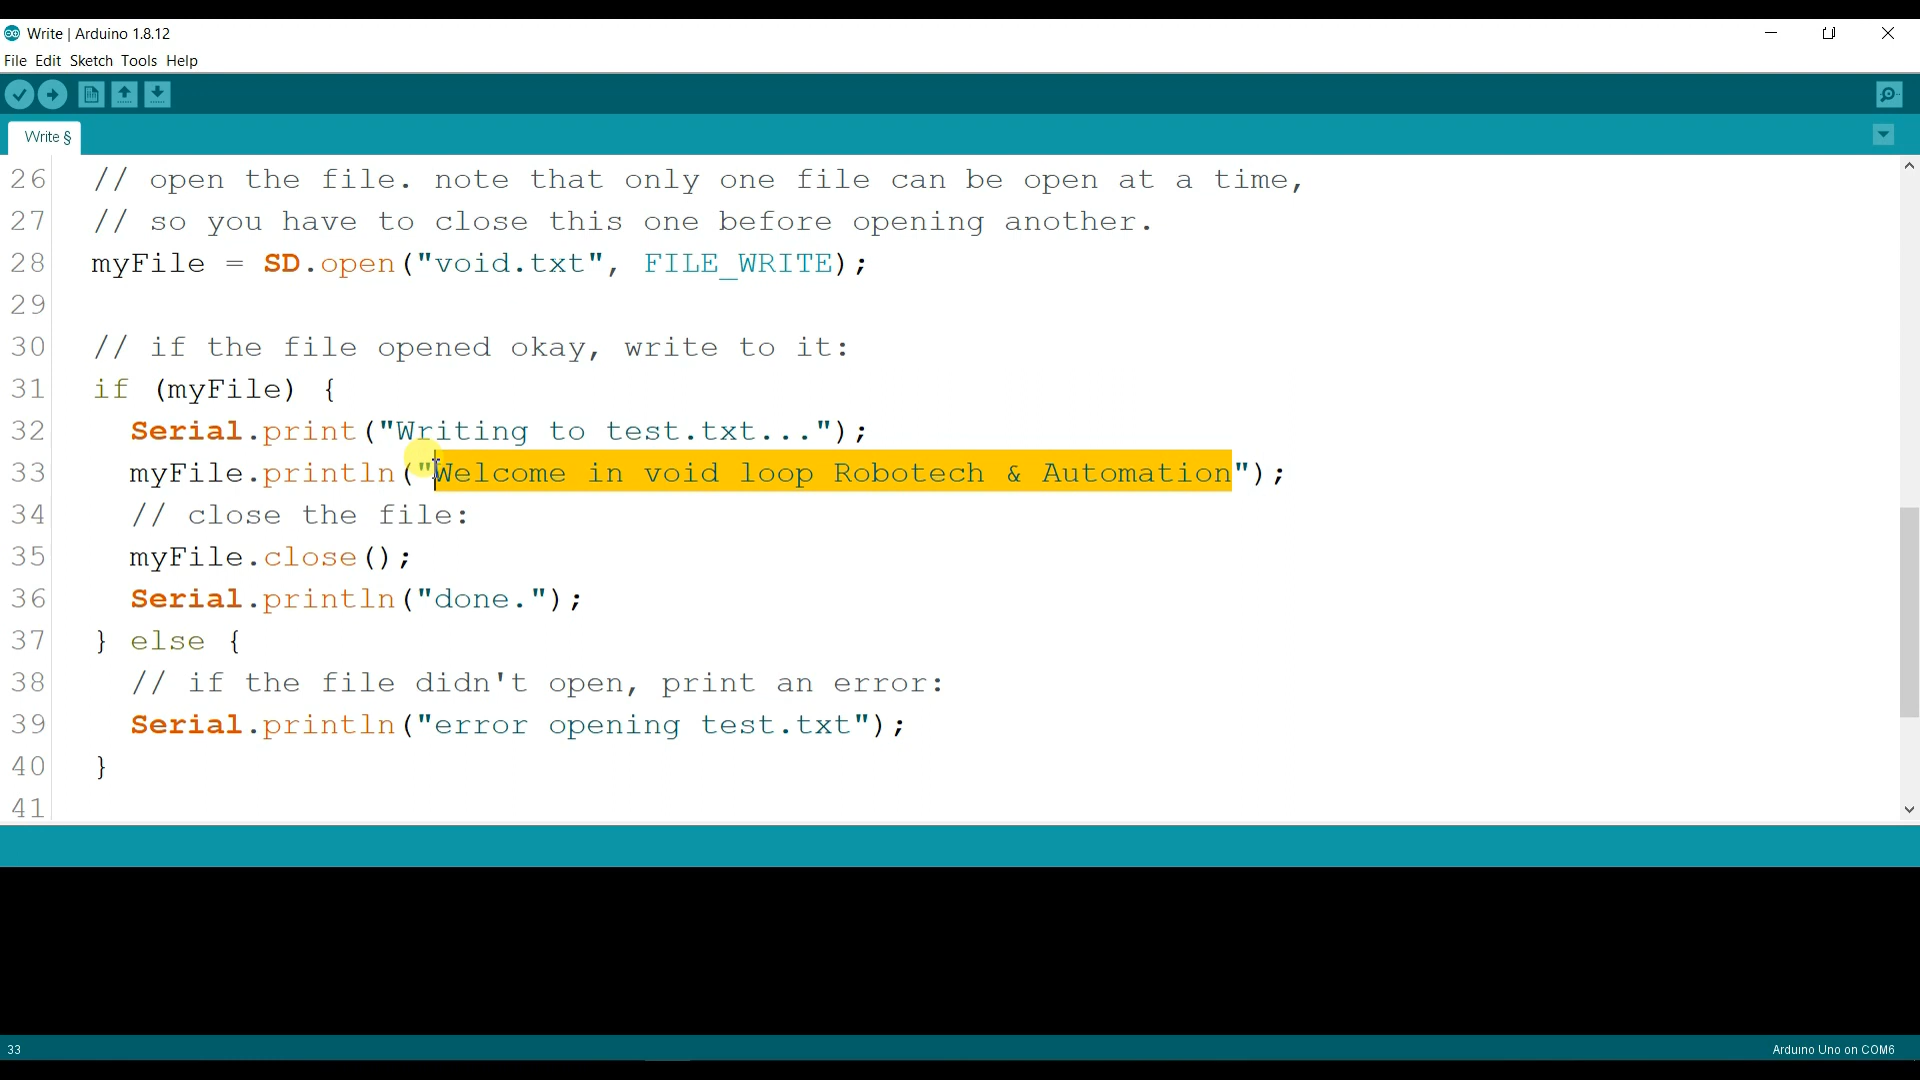 Write | Arduino 1.8.12
File Edit Sketch Tools Help
Write §
26 // open the file. note that only one file can be open at a time,
27 // so you have to close this one before opening another.
28 myFile = SD.open("void.txt", FILE_WRITE);
29
30 // if the file opened okay, write to it:
31 if (myFile) {
32 Serial.print("Writing to test.txt...");
33 myFile.println("Welcome in void loop Robotech & Automation");
34 // close the file:
35 myFile.close();
36 Serial.println("done.");
37 } else {
38 // if the file didn't open, print an error:
39 Serial.println("error opening test.txt");
40 }
41
33 Arduino Uno on COM6